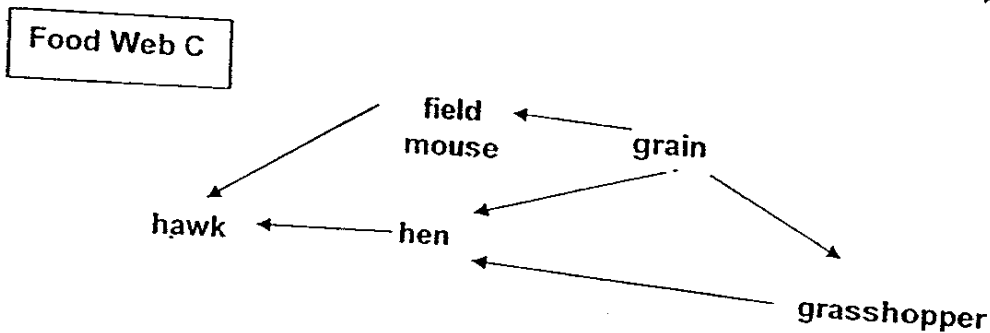 Food Web C
field
mouse
grain
hawk
hen
grasshopper